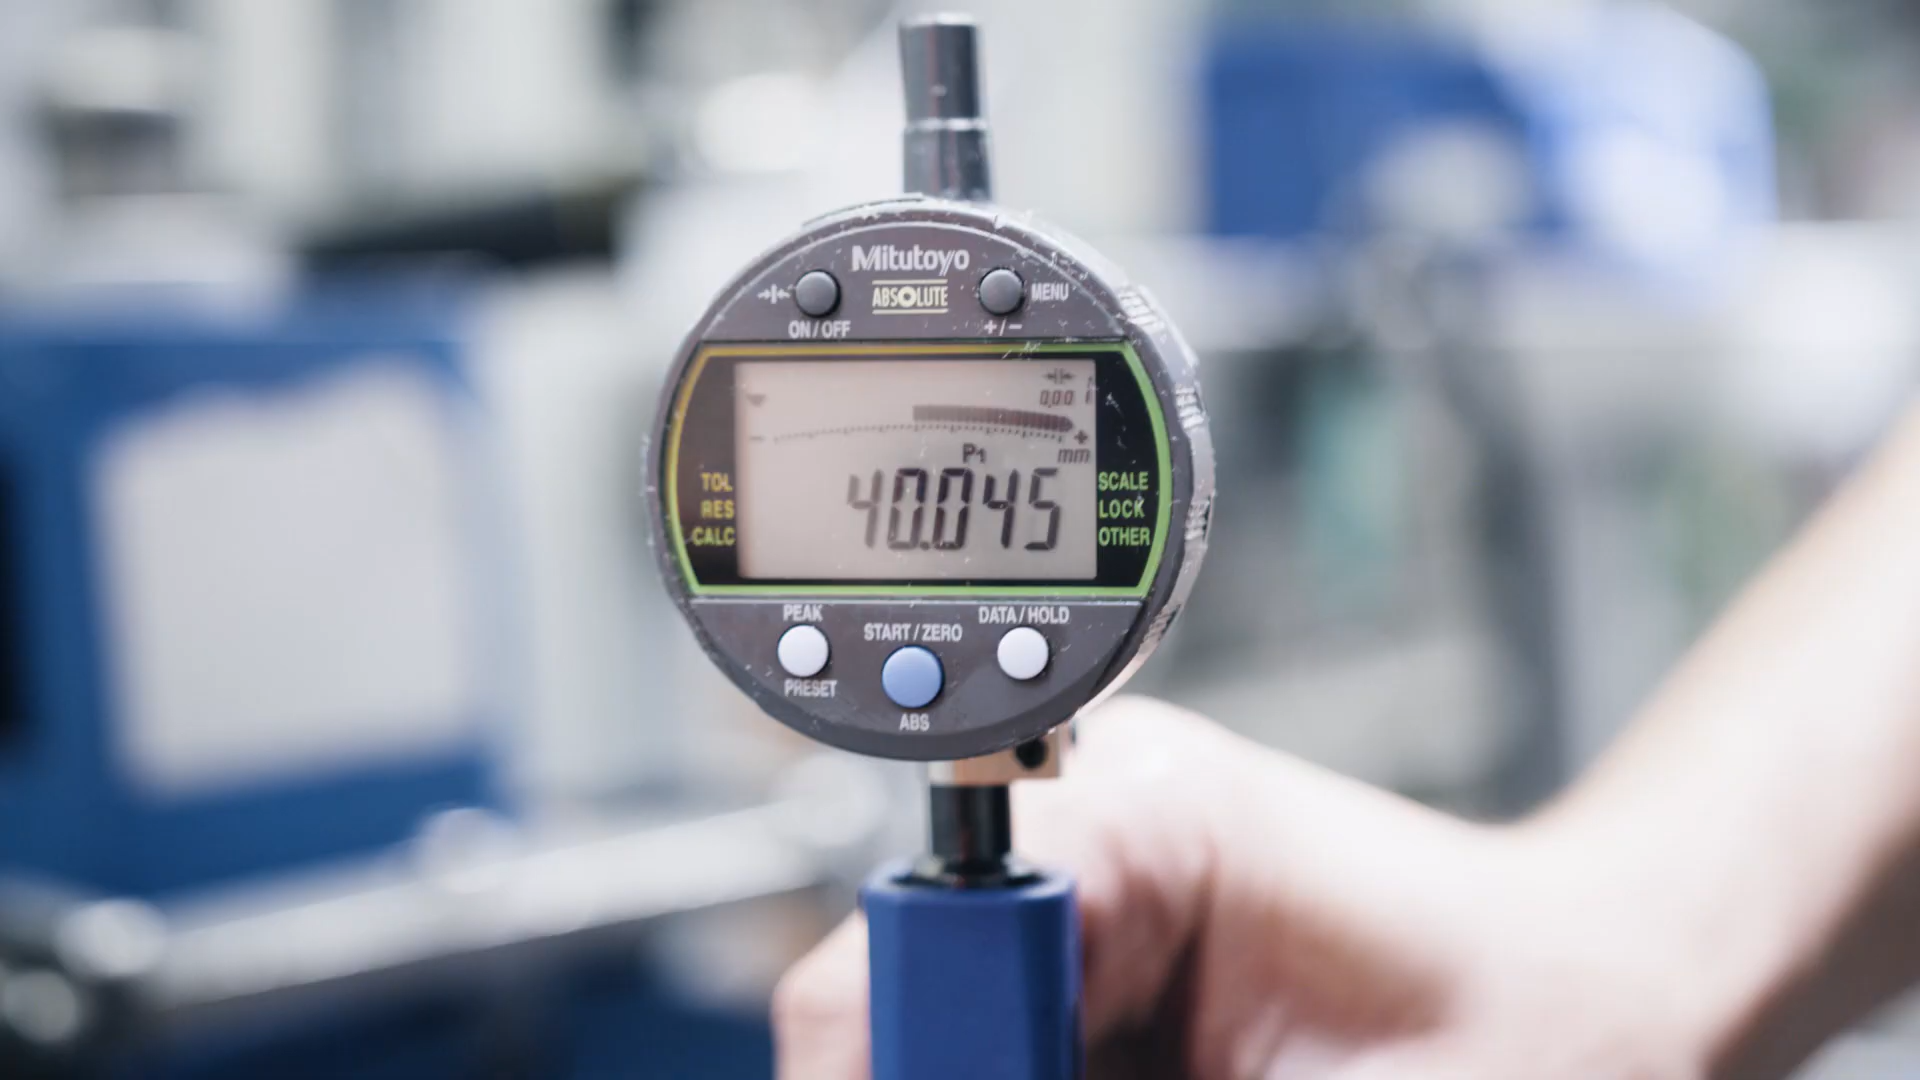 Mitutoyo
ABSOLUTE
MENU
ON/OFF
+/-
0.001
- +
P1 mm
40.045
TOL
RES
CALC
SCALE
LOCK
OTHER
PEAK
START/ZERO
DATA/HOLD
PRESET
ABS